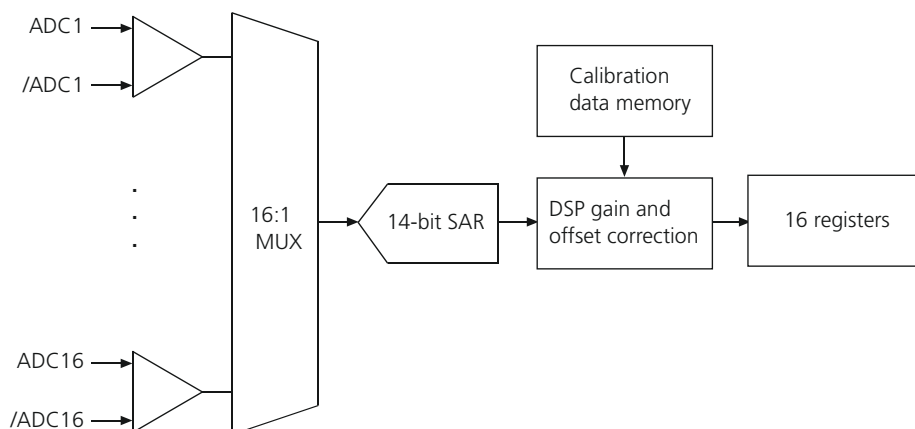 ADC1
/ADC1
.
.
.
ADC16
/ADC16
16:1
MUX
14-bit SAR
Calibration
data memory
DSP gain and
offset correction
16 registers